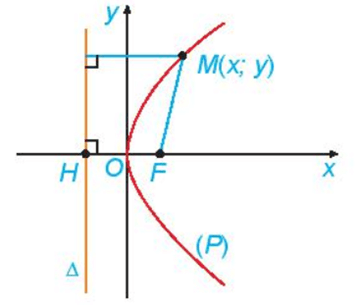 y
M(x; y)
H O F x
(P)
Δ